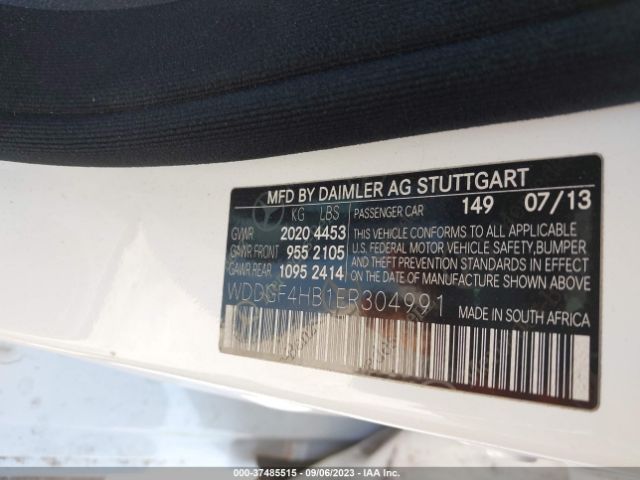 MFD BY DAIMLER AG STUTTGART
KG LBS PASSENGER CAR 149 07/13
GVWR 2020 4453
GAWR FRONT 955 2105
GAWR REAR 1095 2414
THIS VEHICLE CONFORMS TO ALL APPLICABLE
U.S. FEDERAL MOTOR VEHICLE SAFETY, BUMPER
AND THEFT PREVENTION STANDARDS IN EFFECT
ON THE DATE OF MANUFACTURE SHOWN ABOVE
WDDGF4HB1ER304991
MADE IN SOUTH AFRICA
000-37485515 - 09/06/2023 - IAA Inc.